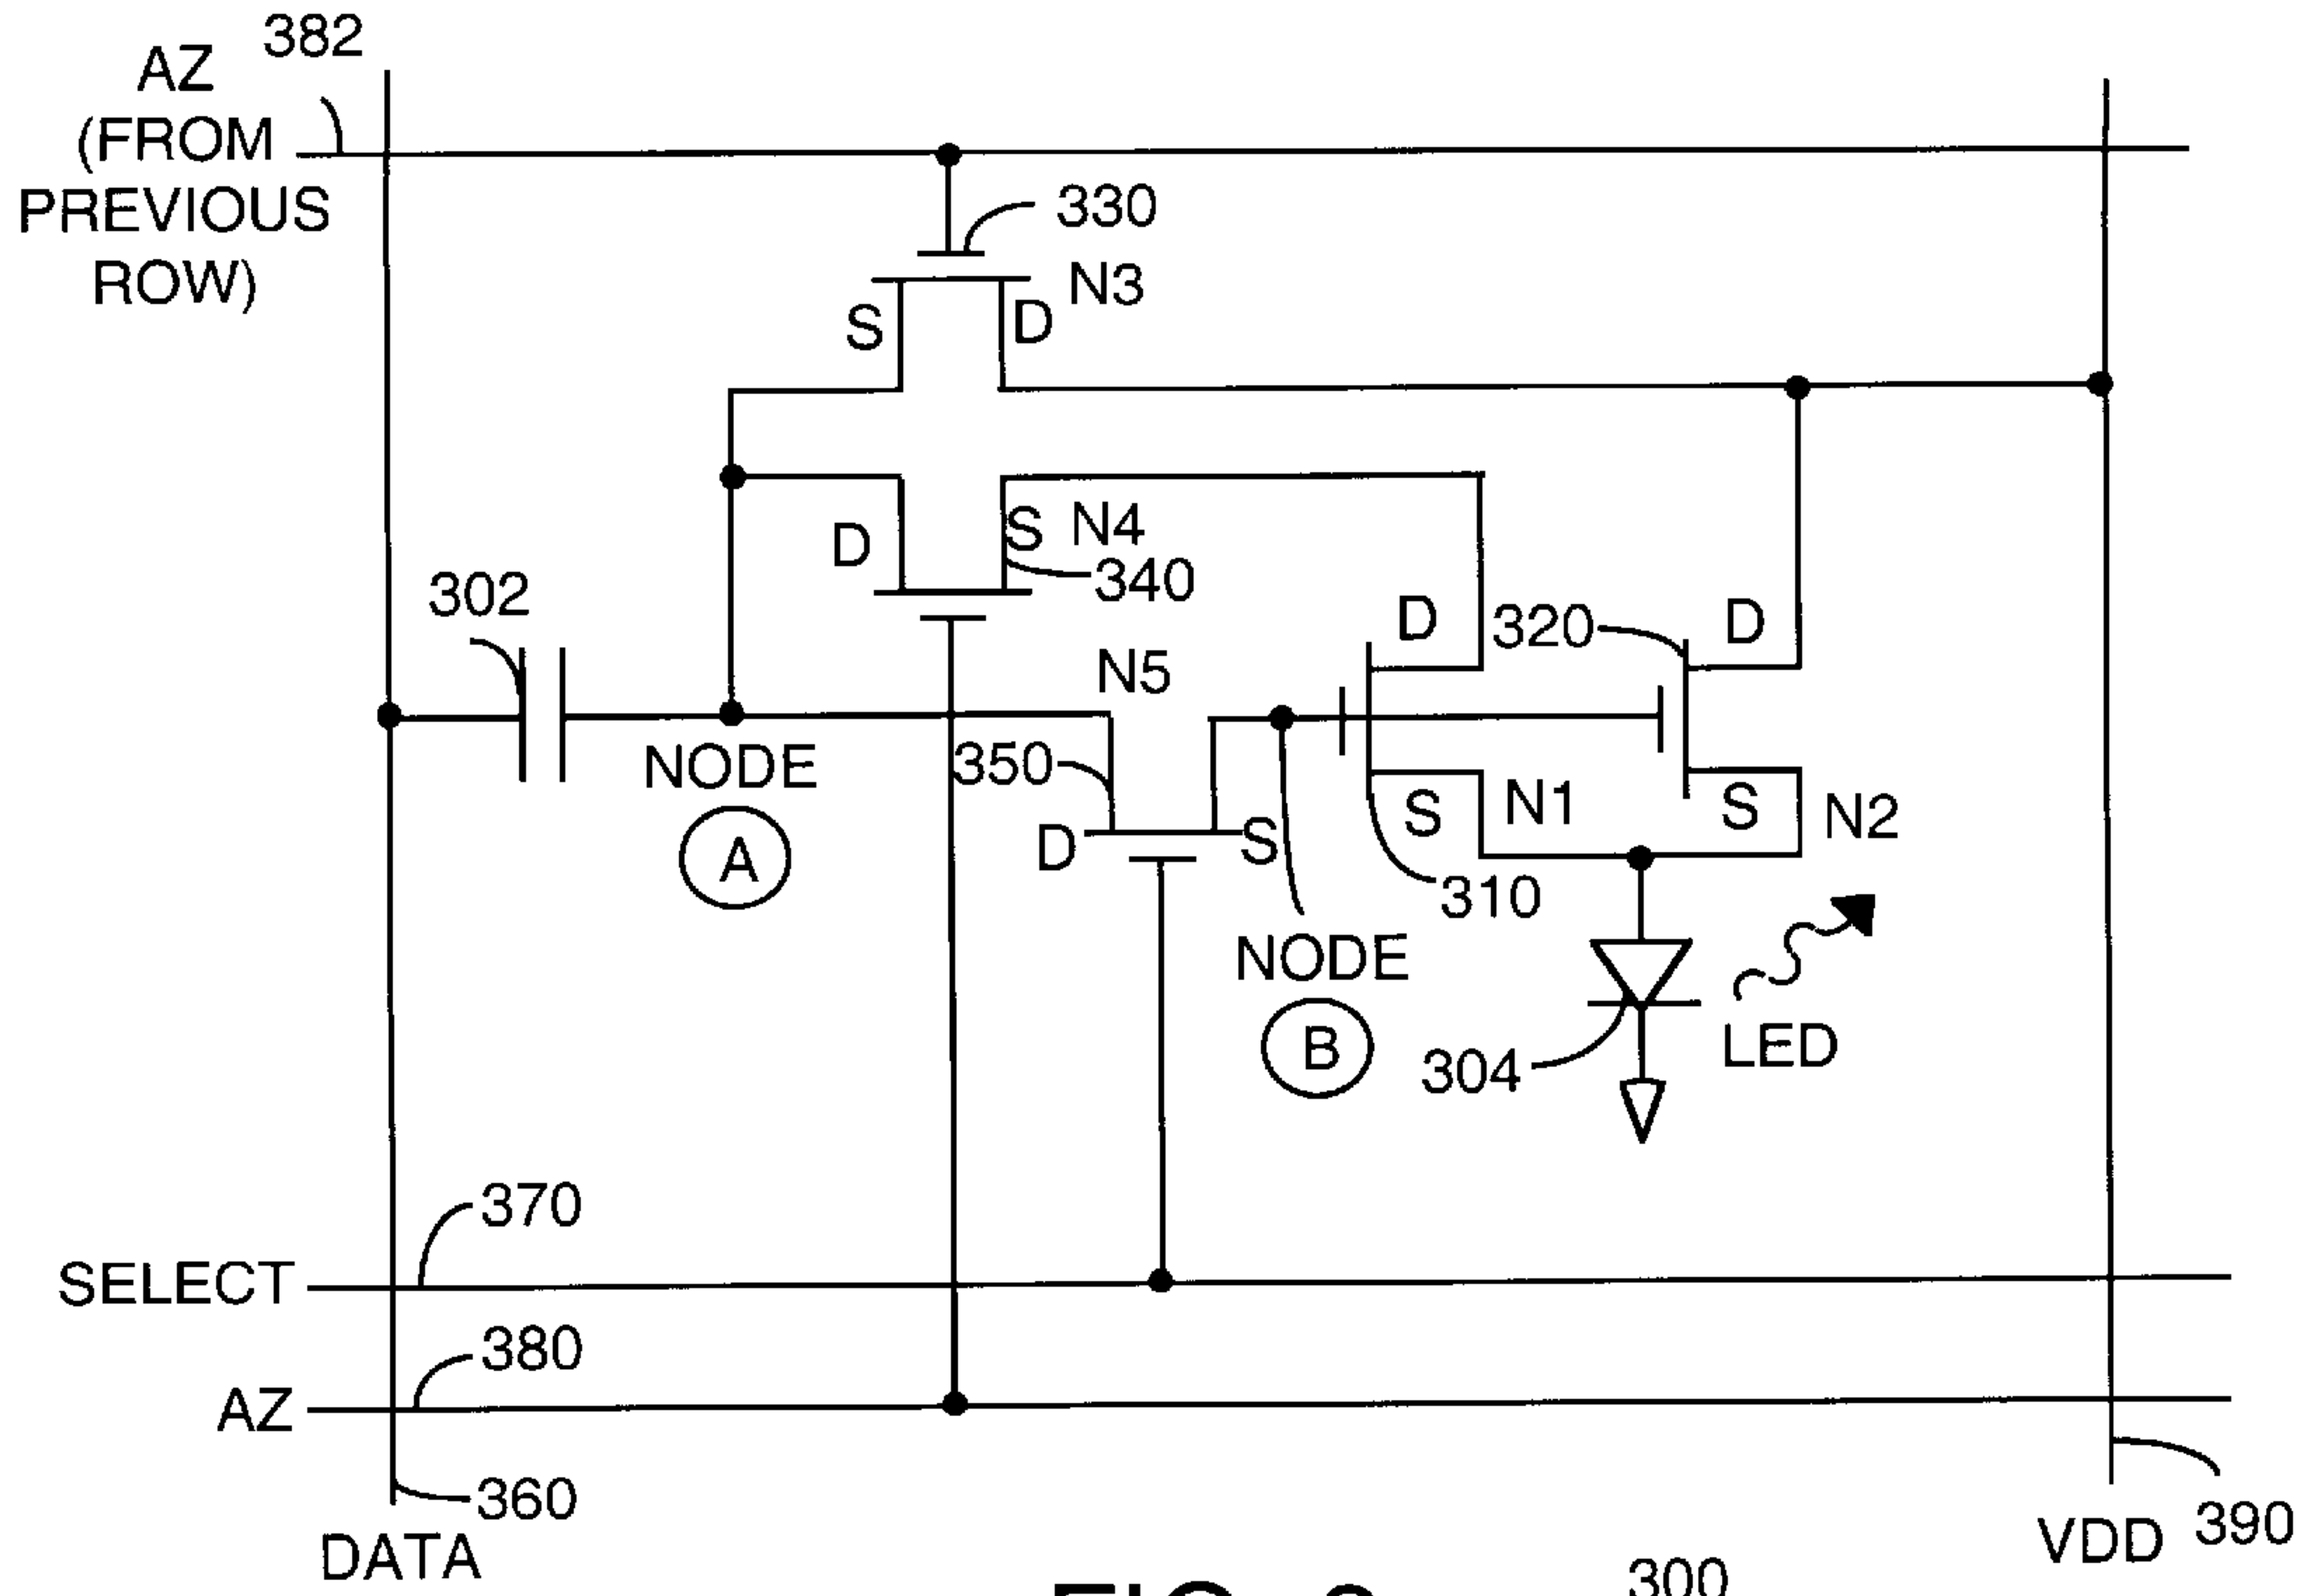 382
AZ
(FROM
PREVIOUS
ROW)
330
N3
S
D
D
S
N4
340
302
D
320
D
N5
NODE
A
350
D
S
S
N1
S
N2
310
NODE
B
304
LED
370
SELECT
380
AZ
360
DATA
VDD
390
300
FIG.